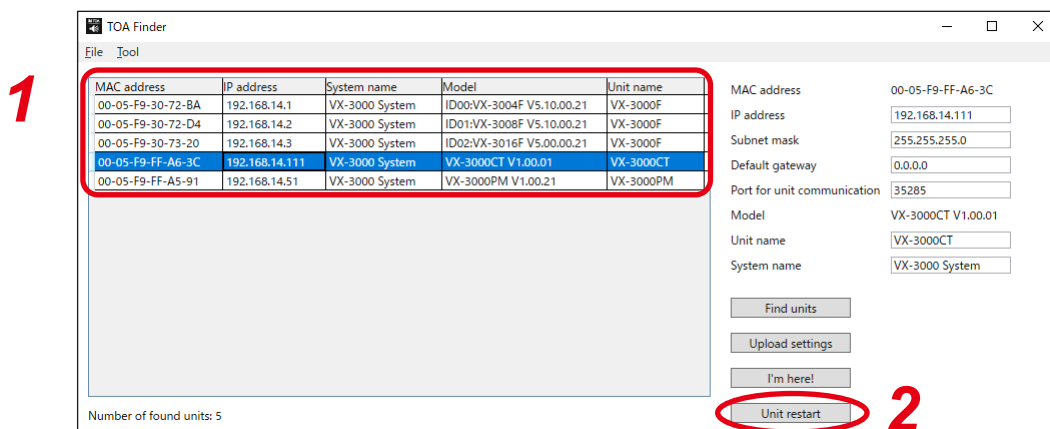 TOA Finder
File Tool
1
MAC address IP address System name Model Unit name
00-05-F9-30-72-BA 192.168.14.1 VX-3000 System ID00:VX-3004F V5.10.00.21 VX-3000F
00-05-F9-30-72-D4 192.168.14.2 VX-3000 System ID01:VX-3008F V5.10.00.21 VX-3000F
00-05-F9-30-73-20 192.168.14.3 VX-3000 System ID02:VX-3016F V5.00.00.21 VX-3000F
00-05-F9-FF-A6-3C 192.168.14.111 VX-3000 System VX-3000CT V1.00.01 VX-3000CT
00-05-F9-FF-A5-91 192.168.14.51 VX-3000 System VX-3000PM V1.00.21 VX-3000PM
Number of found units: 5
MAC address 00-05-F9-FF-A6-3C
IP address 192.168.14.111
Subnet mask 255.255.255.0
Default gateway 0.0.0.0
Port for unit communication 35285
Model VX-3000CT V1.00.01
Unit name VX-3000CT
System name VX-3000 System
Find units
Upload settings
I'm here!
Unit restart
2